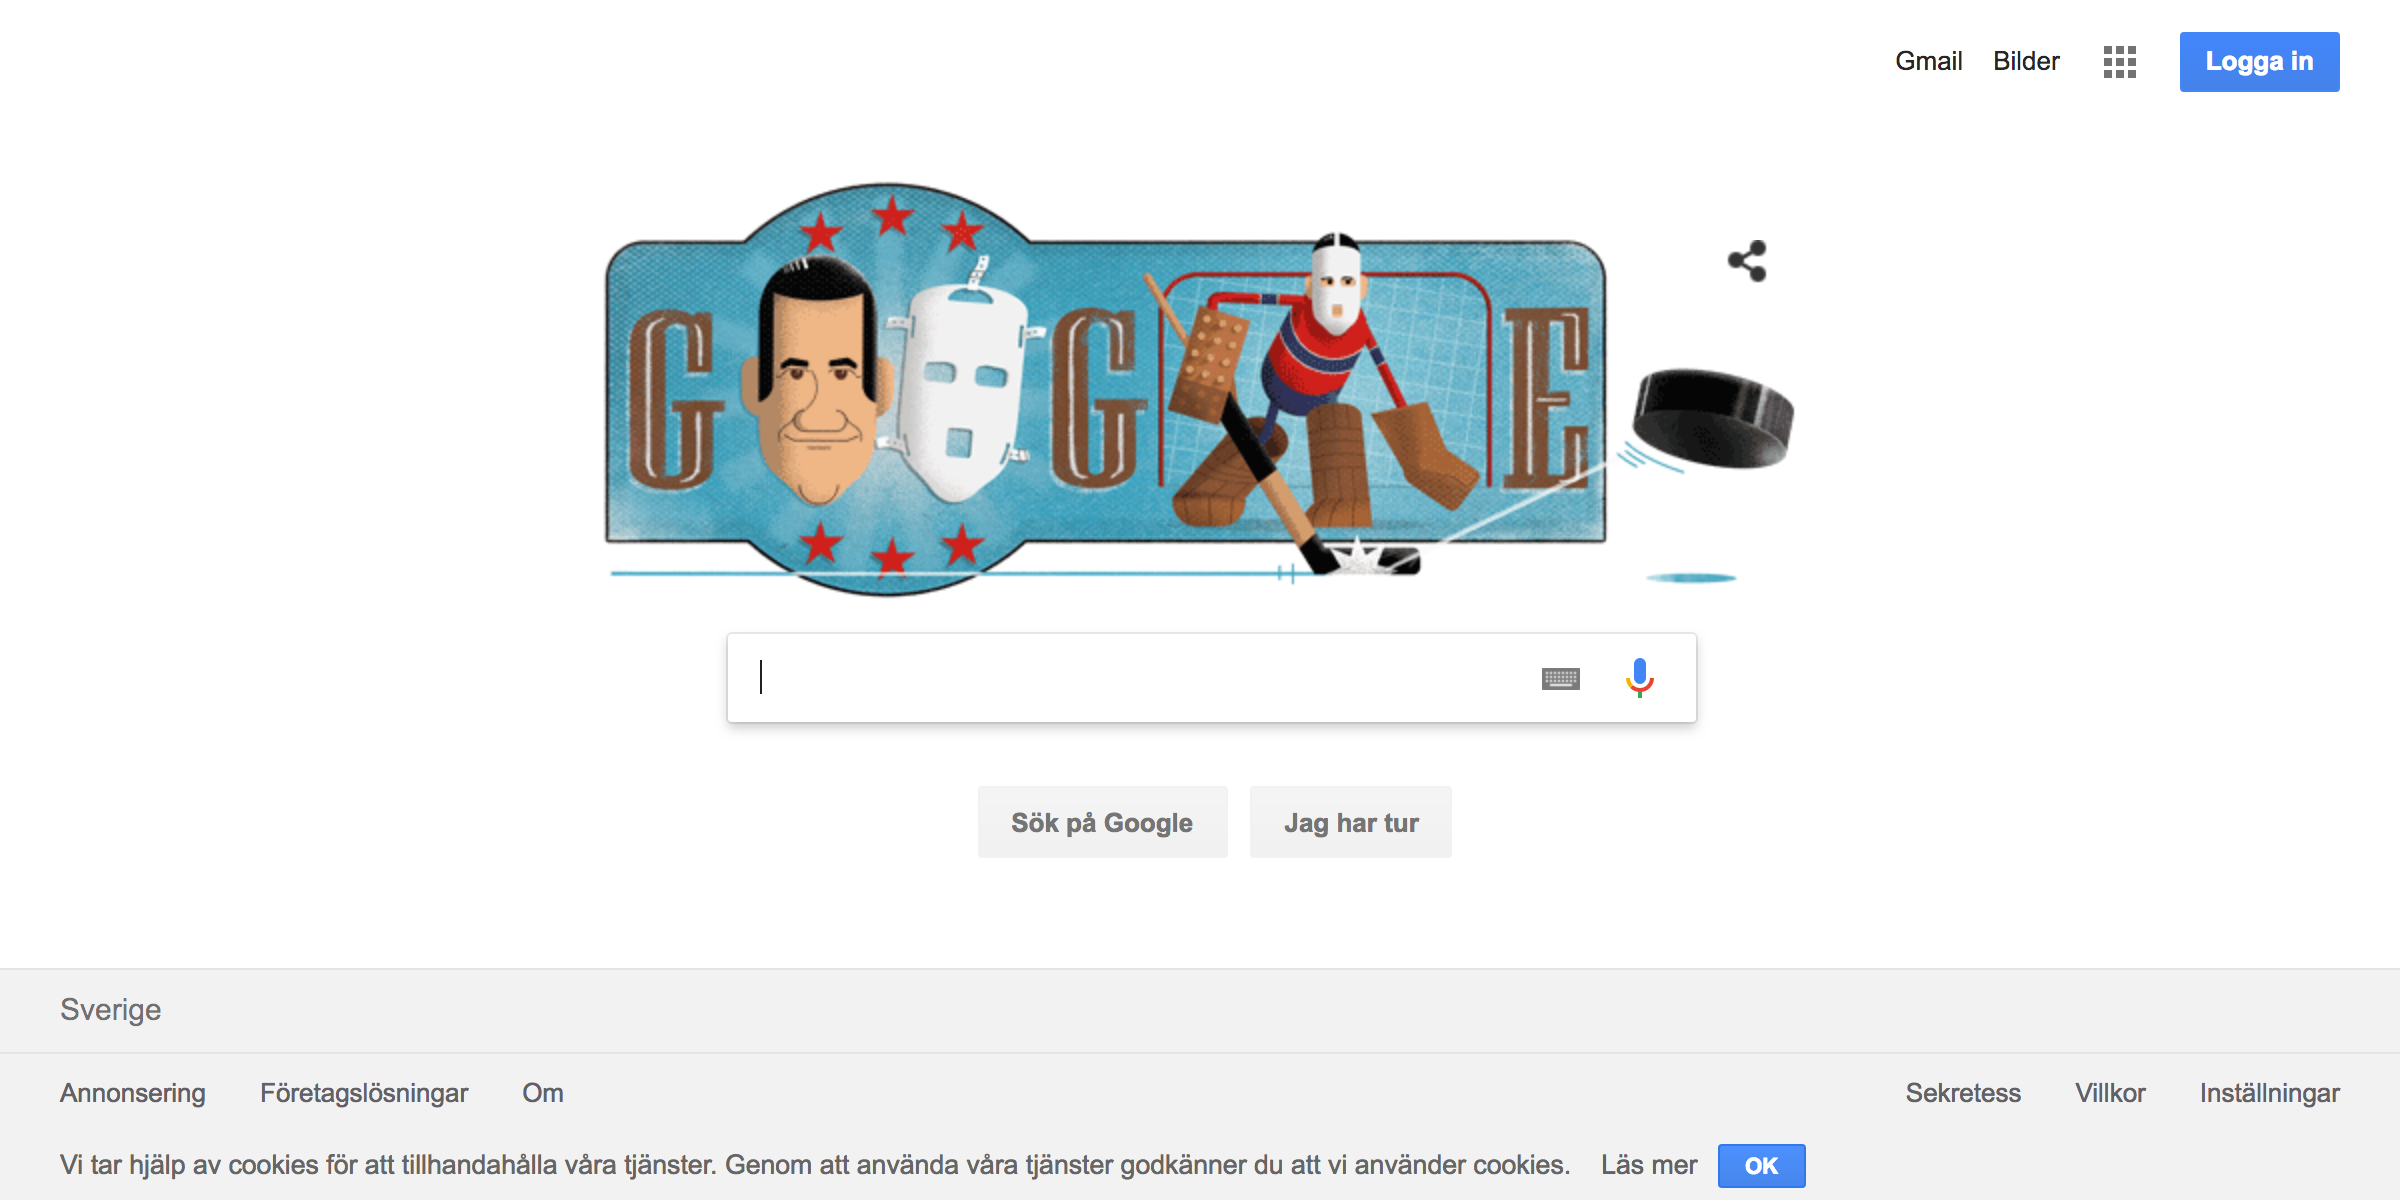 Gmail Bilder Logga in
G G E
Sök på Google Jag har tur
Sverige
Annonsering Företagslösningar Om Sekretess Villkor Inställningar
Vi tar hjälp av cookies för att tillhandahålla våra tjänster. Genom att använda våra tjänster godkänner du att vi använder cookies. Läs mer OK